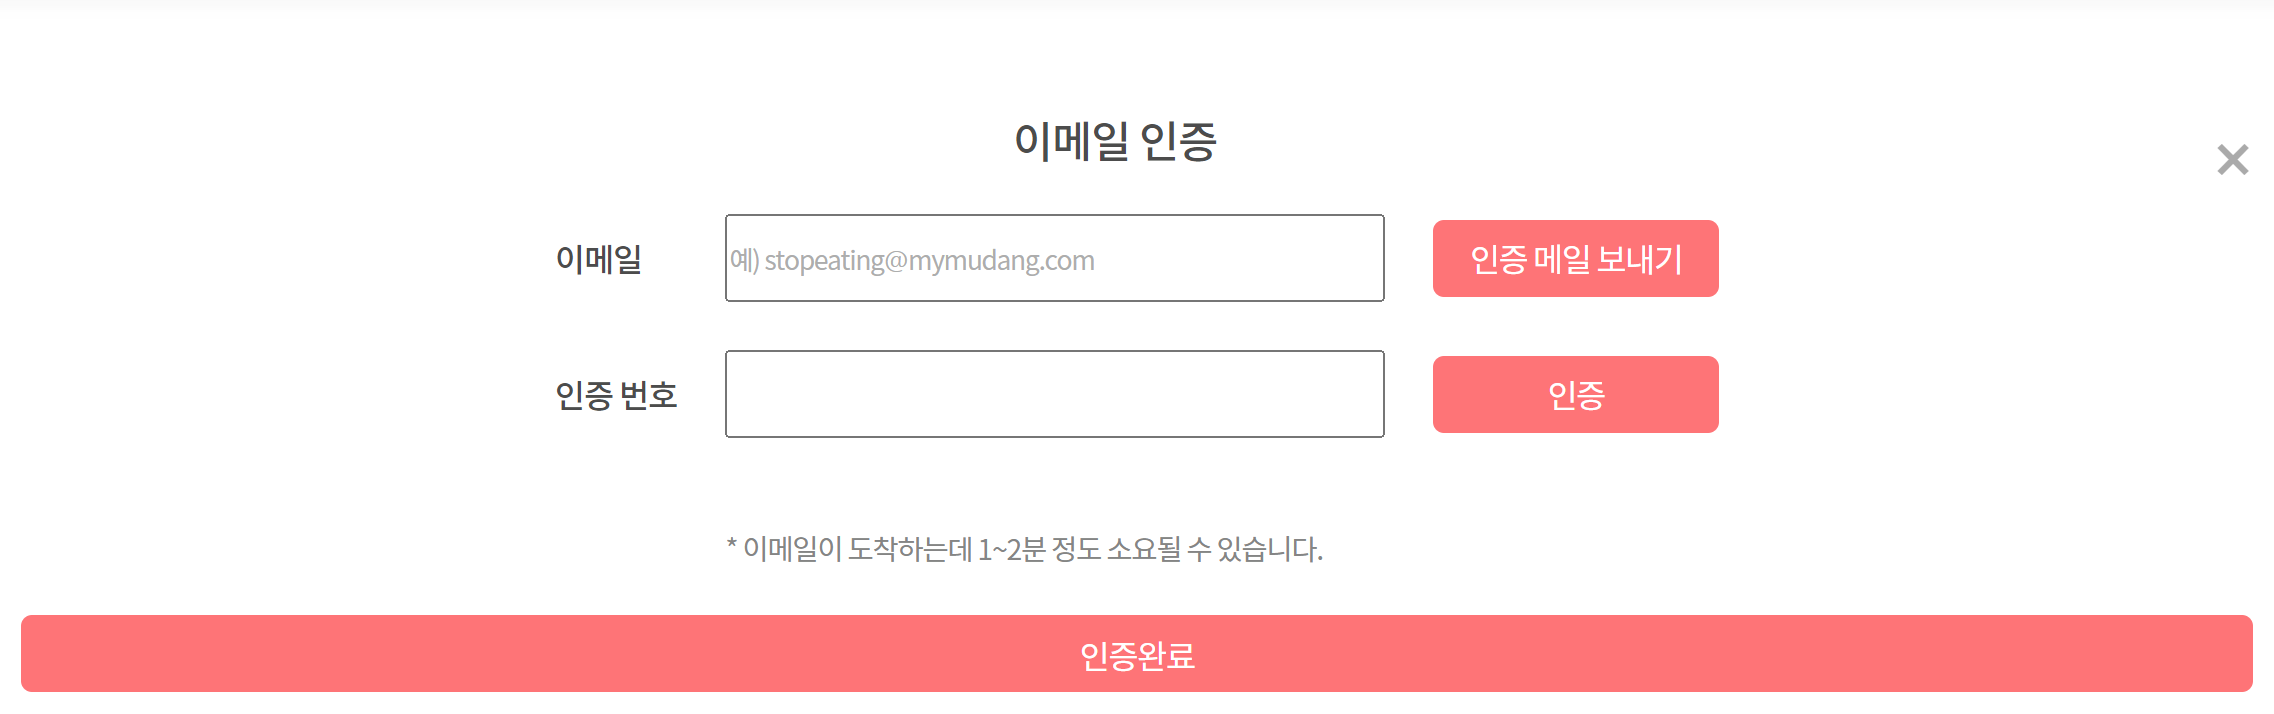 이메일 인증
이메일 예) stopeating@mymudang.com 인증 메일 보내기
인증 번호 인증
* 이메일이 도착하는데 1~2분 정도 소요될 수 있습니다.
인증완료